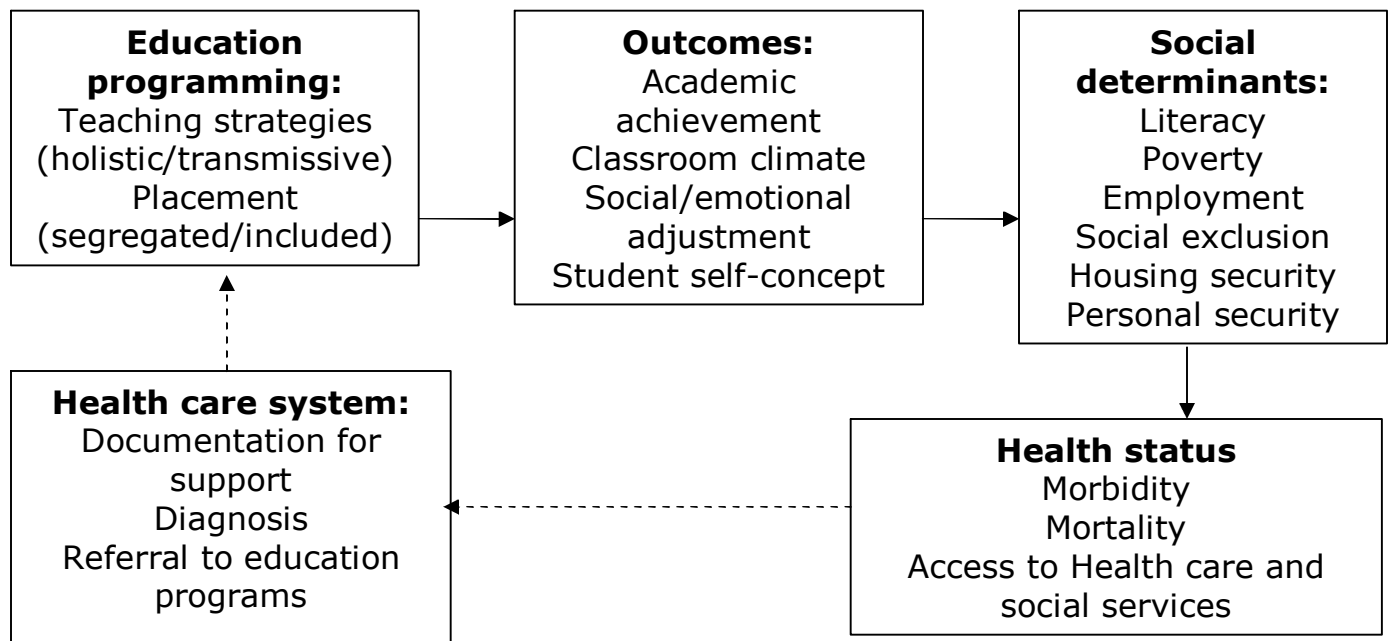 Education
programming:
Teaching strategies
(holistic/transmissive)
Placement
(segregated/included)
Outcomes:
Academic
achievement
Classroom climate
Social/emotional
adjustment
Student self-concept
Social
determinants:
Literacy
Poverty
Employment
Social exclusion
Housing security
Personal security
Health care system:
Documentation for
support
Diagnosis
Referral to education
programs
Health status
Morbidity
Mortality
Access to Health care and
social services